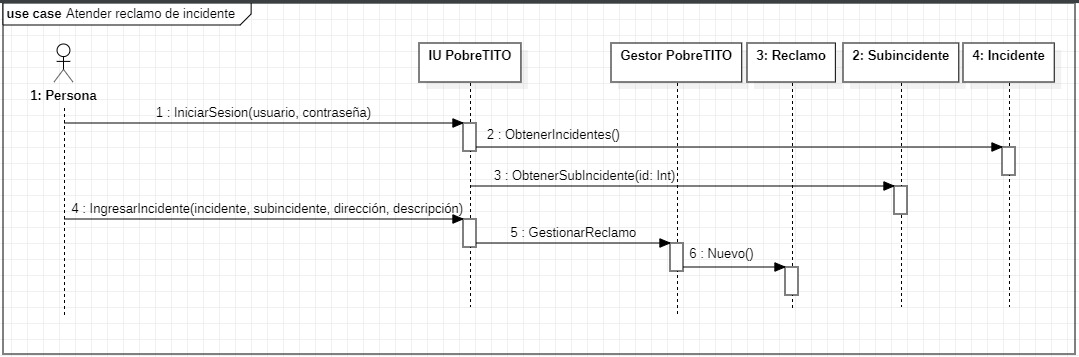 use case Atender reclamo de incidente
IU PobreTITO
Gestor PobreTITO
3: Reclamo
2: Subincidente
4: Incidente
1: Persona
1 : IniciarSesion(usuario, contraseña)
2 : ObtenerIncidentes()
3 : ObtenerSubIncidente(id: Int)
4 : IngresarIncidente(incidente, subincidente, dirección, descripción)
5 : GestionarReclamo
6 : Nuevo()